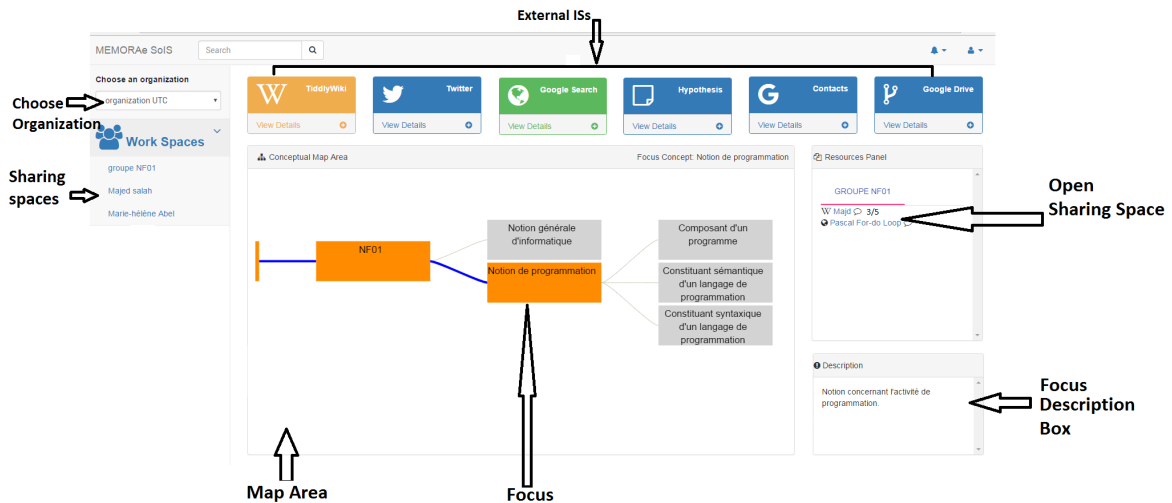 External ISs
MEMORAe SoIS
Search
Choose an organization
organization UTC
Choose
Organization
Work Spaces
groupe NF01
Majed salah
Marie-hélène Abel
Sharing
spaces
TiddlyWiki
View Details
Twitter
View Details
Google Search
View Details
Hypothesis
View Details
Contacts
View Details
Google Drive
View Details
Conceptual Map Area
Focus Concept: Notion de programmation
NF01
Notion générale
d'informatique
Notion de programmation
Composant d'un
programme
Constituant sémantique
d'un langage de
programmation
Constituant syntaxique
d'un langage de
programmation
Resources Panel
GROUPE NF01
Majd 3/5
Pascal For-do Loop
Open
Sharing Space
Description
Notion concernant l'activité de
programmation.
Focus
Description
Box
Map Area
Focus